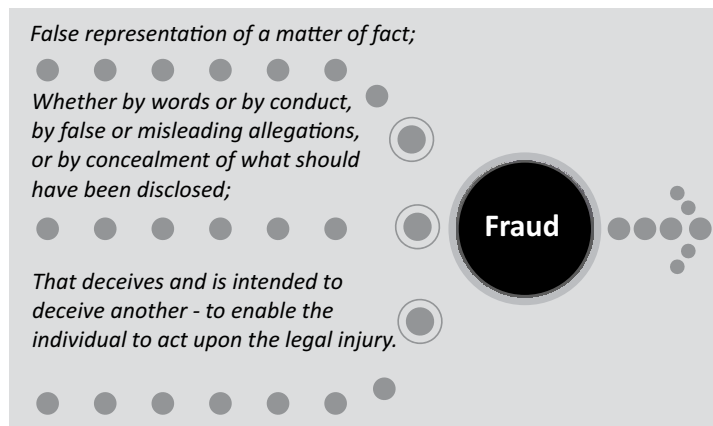 False representation of a matter of fact;
Whether by words or by conduct,
by false or misleading allegations,
or by concealment of what should
have been disclosed;
Fraud
That deceives and is intended to
deceive another - to enable the
individual to act upon the legal injury.